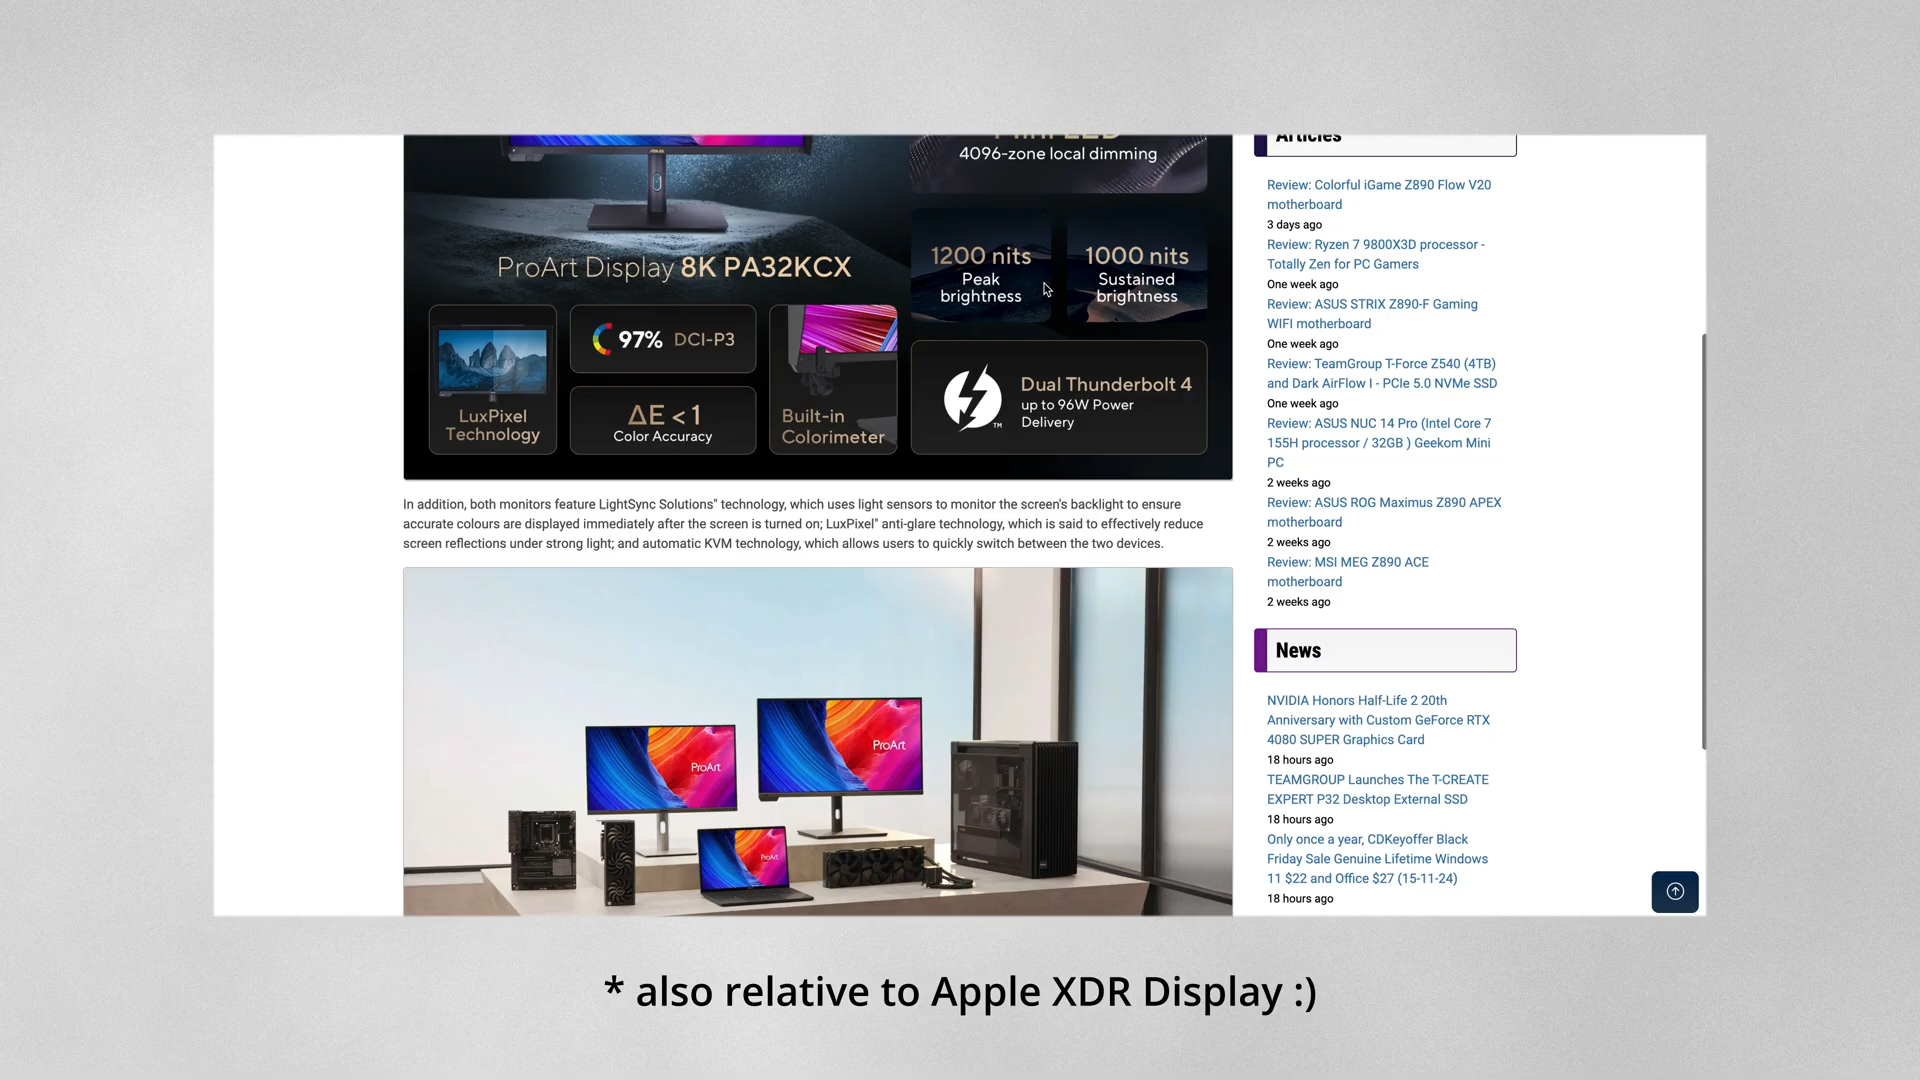 4096-zone local dimming
ProArt Display 8K PA32KCX
1200 nits
Peak
brightness
1000 nits
Sustained
brightness
LuxPixel
Technology
97% DCI-P3
ΔE < 1
Color Accuracy
Built-in
Colorimeter
Dual Thunderbolt 4
up to 96W Power
Delivery
TM
In addition, both monitors feature LightSync Solutions" technology, which uses light sensors to monitor the screen's backlight to ensure
accurate colours are displayed immediately after the screen is turned on; LuxPixel" anti-glare technology, which is said to effectively reduce
screen reflections under strong light; and automatic KVM technology, which allows users to quickly switch between the two devices.
ProArt
ProArt
ProArt
Articles
Review: Colorful iGame Z890 Flow V20
motherboard
3 days ago
Review: Ryzen 7 9800X3D processor -
Totally Zen for PC Gamers
One week ago
Review: ASUS STRIX Z890-F Gaming
WIFI motherboard
One week ago
Review: TeamGroup T-Force Z540 (4TB)
and Dark AirFlow I - PCIe 5.0 NVMe SSD
One week ago
Review: ASUS NUC 14 Pro (Intel Core 7
155H processor / 32GB ) Geekom Mini
PC
2 weeks ago
Review: ASUS ROG Maximus Z890 APEX
motherboard
2 weeks ago
Review: MSI MEG Z890 ACE
motherboard
2 weeks ago
News
NVIDIA Honors Half-Life 2 20th
Anniversary with Custom GeForce RTX
4080 SUPER Graphics Card
18 hours ago
TEAMGROUP Launches The T-CREATE
EXPERT P32 Desktop External SSD
18 hours ago
Only once a year, CDKeyoffer Black
Friday Sale Genuine Lifetime Windows
11 $22 and Office $27 (15-11-24)
18 hours ago
* also relative to Apple XDR Display :)